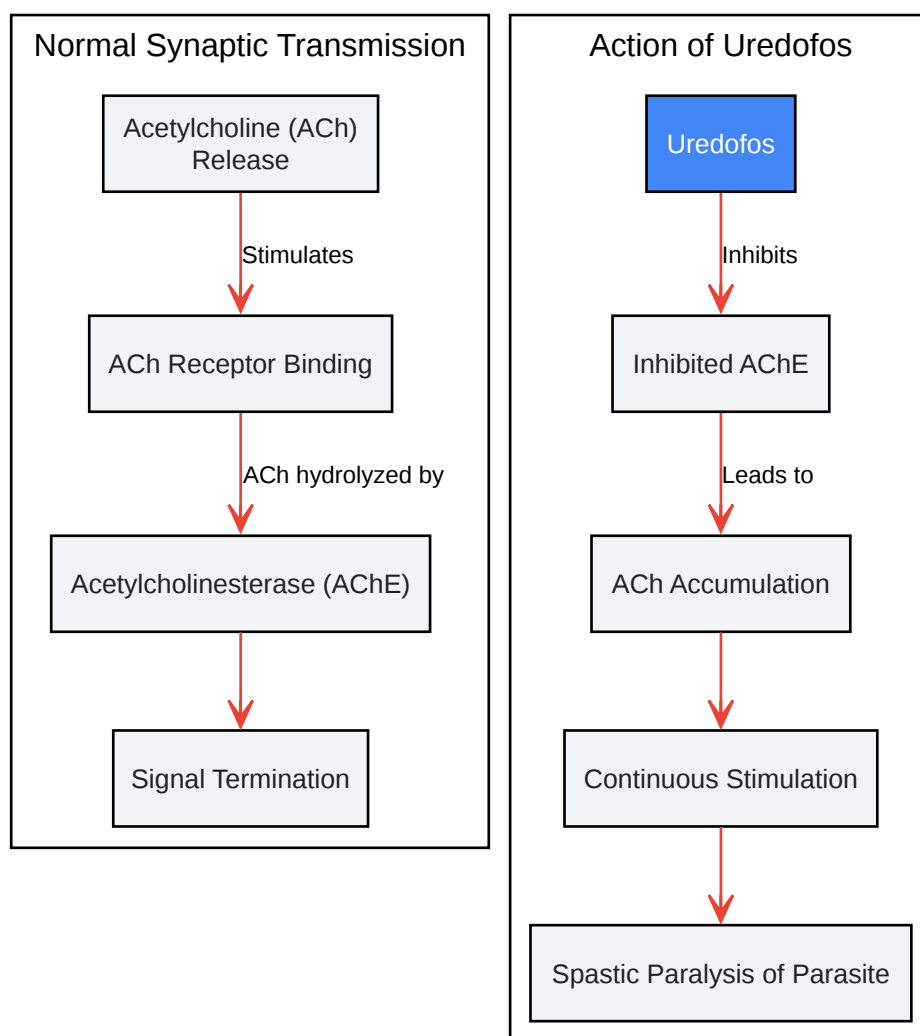 Normal Synaptic Transmission
Acetylcholine (ACh)
Release
Stimulates
ACh Receptor Binding
ACh hydrolyzed by
Acetylcholinesterase (AChE)
Signal Termination
Action of Uredofos
Uredofos
Inhibits
Inhibited AChE
Leads to
ACh Accumulation
Continuous Stimulation
Spastic Paralysis of Parasite